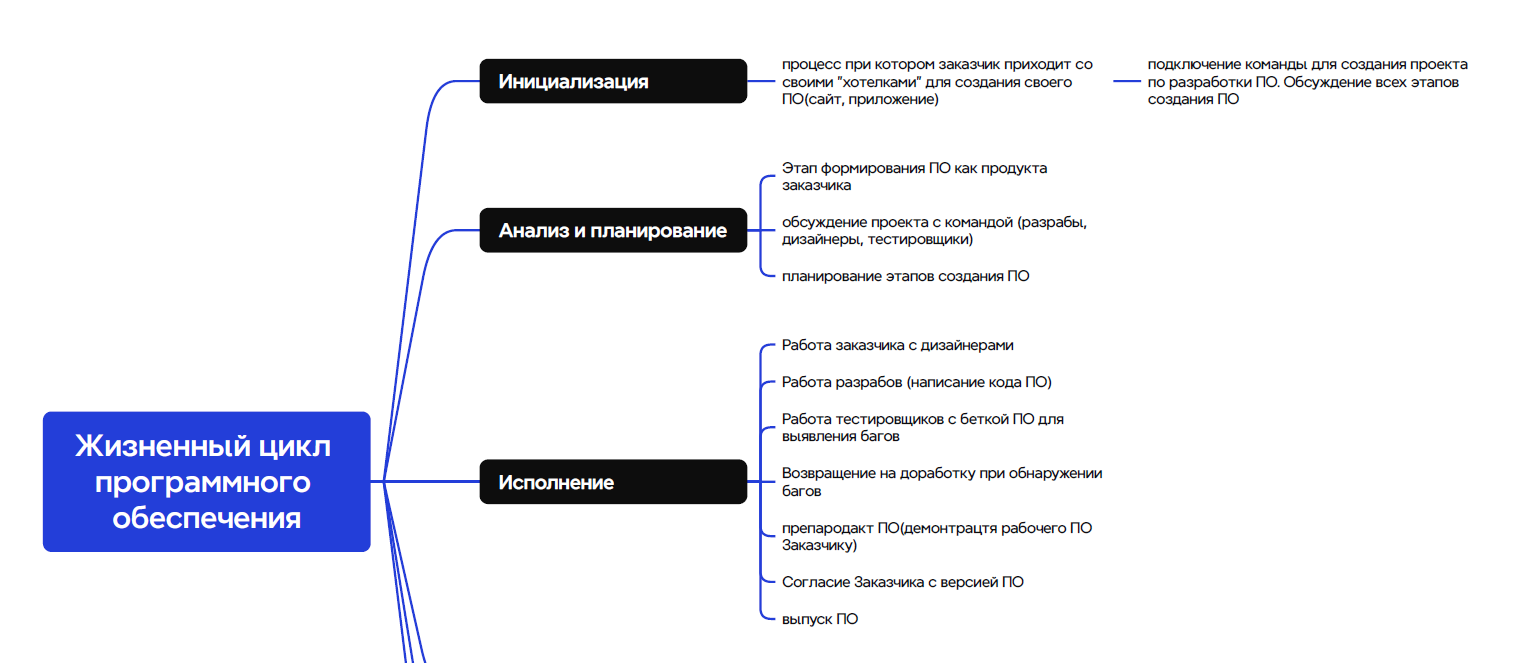 Жизненный цикл
программного
обеспечения
Инициализация
процесс при котором заказчик приходит со
своими "хотелками" для создания своего
ПО(сайт, приложение)
подключение команды для создания проекта
по разработки ПО. Обсуждение всех этапов
создания ПО
Анализ и планирование
Этап формирования ПО как продукта
заказчика
обсуждение проекта с командой (разрабы,
дизайнеры, тестировщики)
планирование этапов создания ПО
Исполнение
Работа заказчика с дизайнерами
Работа разрабов (написание кода ПО)
Работа тестировщиков с беткой ПО для
выявления багов
Возвращение на доработку при обнаружении
багов
препародакт ПО(демонтрацтя рабочего ПО
Заказчику)
Согласие Заказчика с версией ПО
выпуск ПО